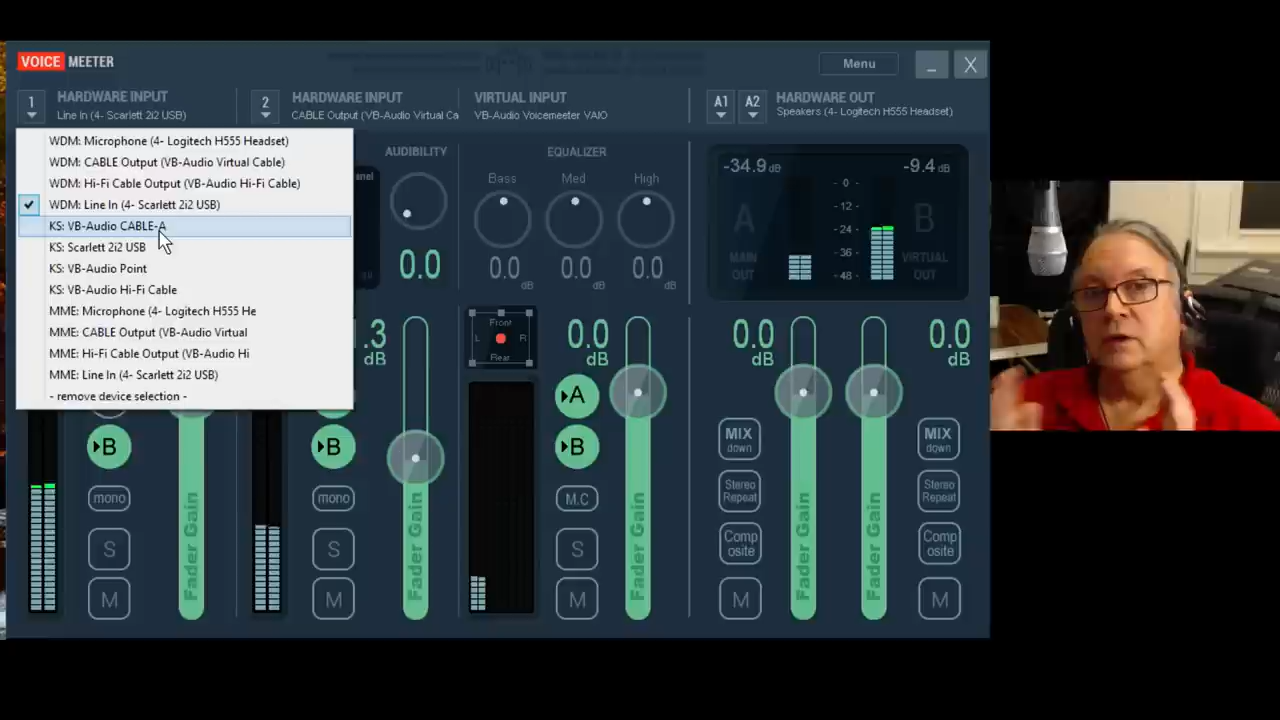 VOICE MEETER
Menu
_ X
1 HARDWARE INPUT
Line In (4- Scarlett 2i2 USB)
2 HARDWARE INPUT
CABLE Output (VB-Audio Virtual Ca
VIRTUAL INPUT
VB-Audio Voicemeeter VAIO
A1 A2 HARDWARE OUT
Speakers (4- Logitech H555 Headset)
WDM: Microphone (4- Logitech H555 Headset)
WDM: CABLE Output (VB-Audio Virtual Cable)
WDM: Hi-Fi Cable Output (VB-Audio Hi-Fi Cable)
WDM: Line In (4- Scarlett 2i2 USB)
KS: VB-Audio CABLE-A
KS: Scarlett 2i2 USB
KS: VB-Audio Point
KS: VB-Audio Hi-Fi Cable
MME: Microphone (4- Logitech H555 He
MME: CABLE Output (VB-Audio Virtual
MME: Hi-Fi Cable Output (VB-Audio Hi
MME: Line In (4- Scarlett 2i2 USB)
- remove device selection -
AUDIBILITY
anel
0.0
.3
dB
EQUALIZER
Bass Med High
0.0 0.0 0.0
dB dB dB
Front
L R
Rear
0.0
dB
A
B
-34.9 dB -9.4 dB
- 0 -
- 12 -
- 24 -
- 36 -
- 48 -
A
MAIN
OUT
B
VIRTUAL
OUT
0.0
dB
0.0
dB
B
mono
S
M
Fader Gain
B
mono
S
M
Fader Gain
M.C
S
M
Fader Gain
MIX
down
Stereo
Repeat
Comp
osite
M
Fader Gain
Fader Gain
MIX
down
Stereo
Repeat
Comp
osite
M